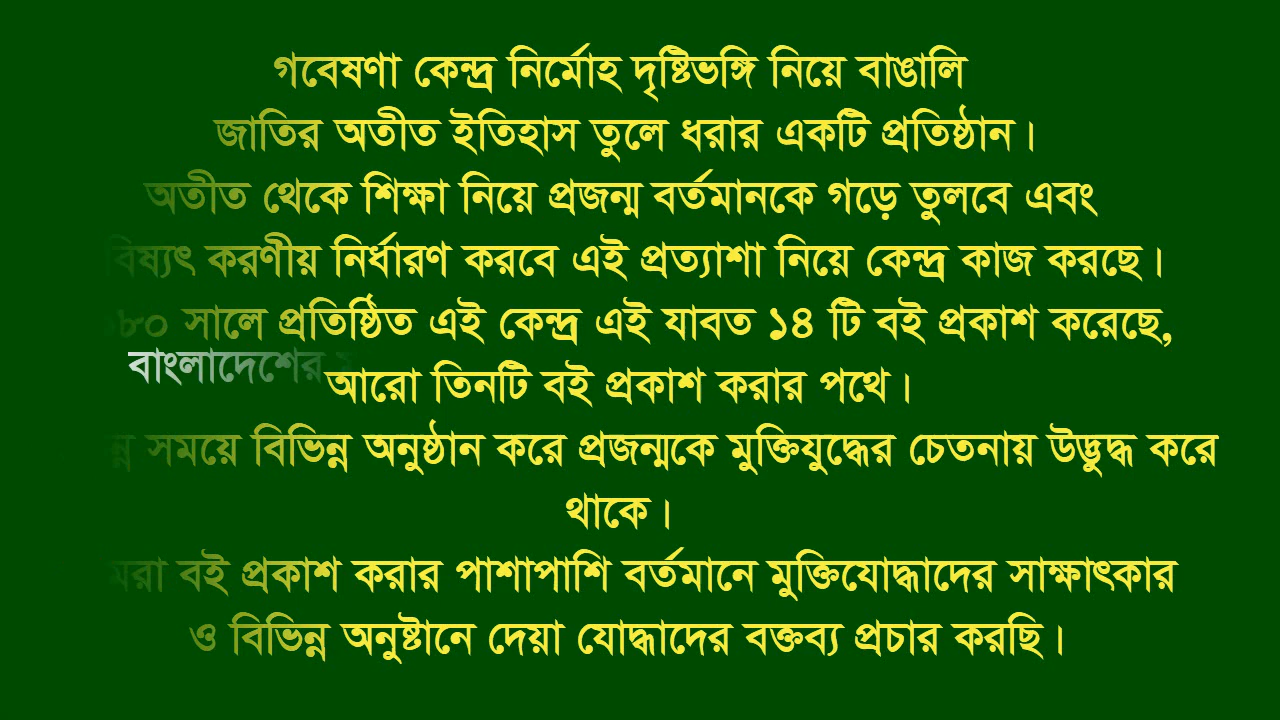 গবেষণা কেন্দ্র নির্মোহ দৃষ্টিভঙ্গি নিয়ে বাঙালি
জাতির অতীত ইতিহাস তুলে ধরার একটি প্রতিষ্ঠান।
অতীত থেকে শিক্ষা নিয়ে প্রজন্ম বর্তমানকে গড়ে তুলবে এবং
করণীয় নির্ধারণ করবে এই প্রত্যাশা নিয়ে কেন্দ্র কাজ করছে।
সালে প্রতিষ্ঠিত এই কেন্দ্র এই যাবত ১৪ টি বই প্রকাশ করেছে,
বাংলাদেশের
আরো তিনটি বই প্রকাশ করার পথে।
সময়ে বিভিন্ন অনুষ্ঠান করে প্রজন্মকে মুক্তিযুদ্ধের চেতনায় উদ্ভুদ্ধ করে
থাকে।
বই প্রকাশ করার পাশাপাশি বর্তমানে মুক্তিযোদ্ধাদের সাক্ষাৎকার
ও বিভিন্ন অনুষ্টানে দেয়া যোদ্ধাদের বক্তব্য প্রচার করছি।